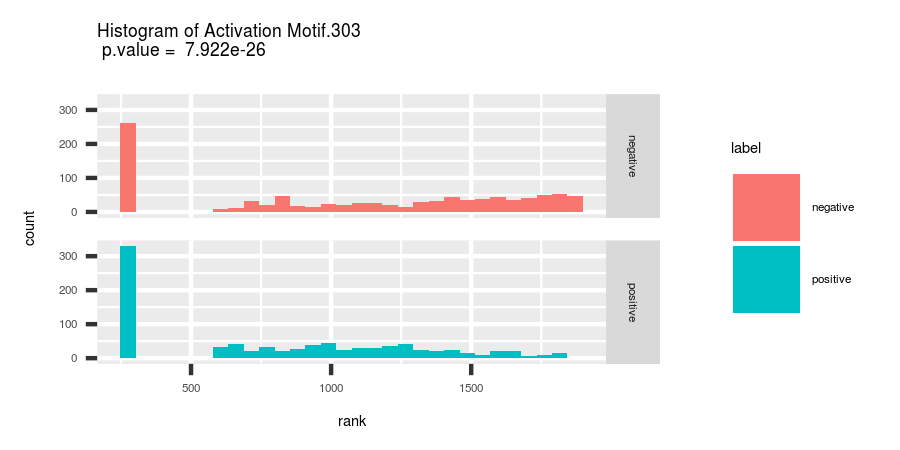 Histogram of Activation Motif.303
p.value = 7.922e-26
count
300
200
100
0
negative
300
200
100
0
positive
500
1000
1500
rank
label
negative
positive